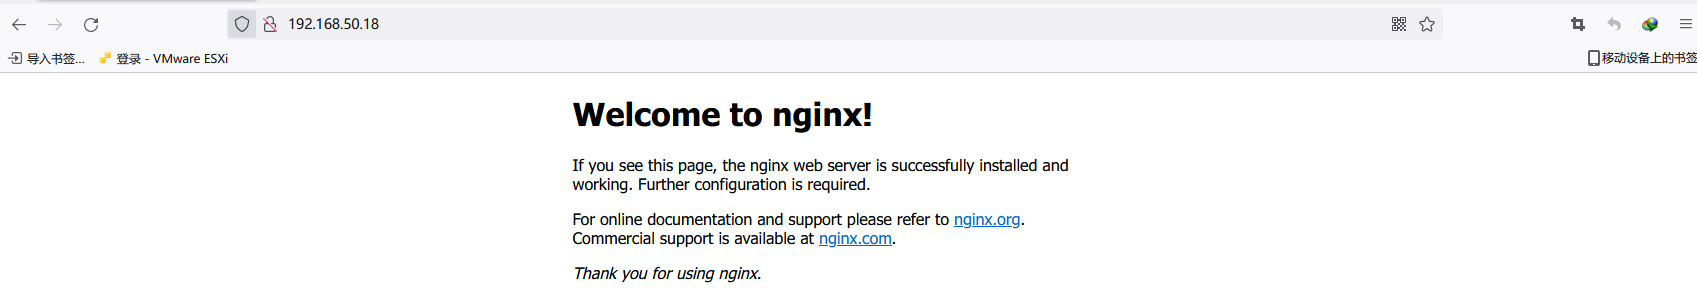 192.168.50.18
导入书签...
登录 - VMware ESXi
移动设备上的书签
Welcome to nginx!
If you see this page, the nginx web server is successfully installed and
working. Further configuration is required.
For online documentation and support please refer to nginx.org.
Commercial support is available at nginx.com.
Thank you for using nginx.